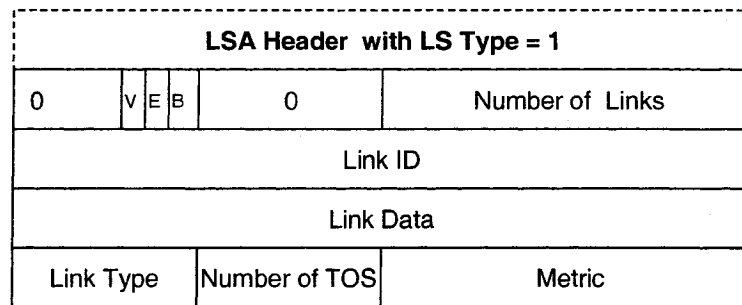 LSA Header with LS Type = 1
0 V E B 0 Number of Links
Link ID
Link Data
Link Type Number of TOS Metric